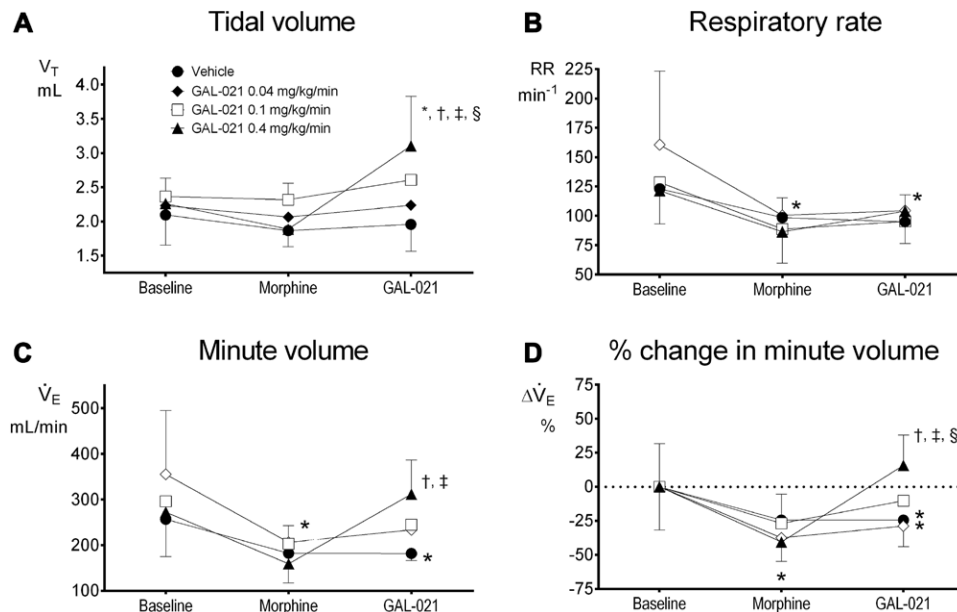 A Tidal volume
V_T
mL
Vehicle
GAL-021 0.04 mg/kg/min
GAL-021 0.1 mg/kg/min
GAL-021 0.4 mg/kg/min
4.0
3.5
3.0
2.5
2.0
1.5
*, †, ‡, §
Baseline Morphine GAL-021
B Respiratory rate
RR
min⁻¹
225
200
175
150
125
100
75
50
* *
Baseline Morphine GAL-021
C Minute volume
V̇_E
mL/min
500
400
300
200
100
†, ‡
*
*
Baseline Morphine GAL-021
D % change in minute volume
ΔV̇_E
%
75
50
25
0
-25
-50
-75
†, ‡, §
*
*
*
Baseline Morphine GAL-021